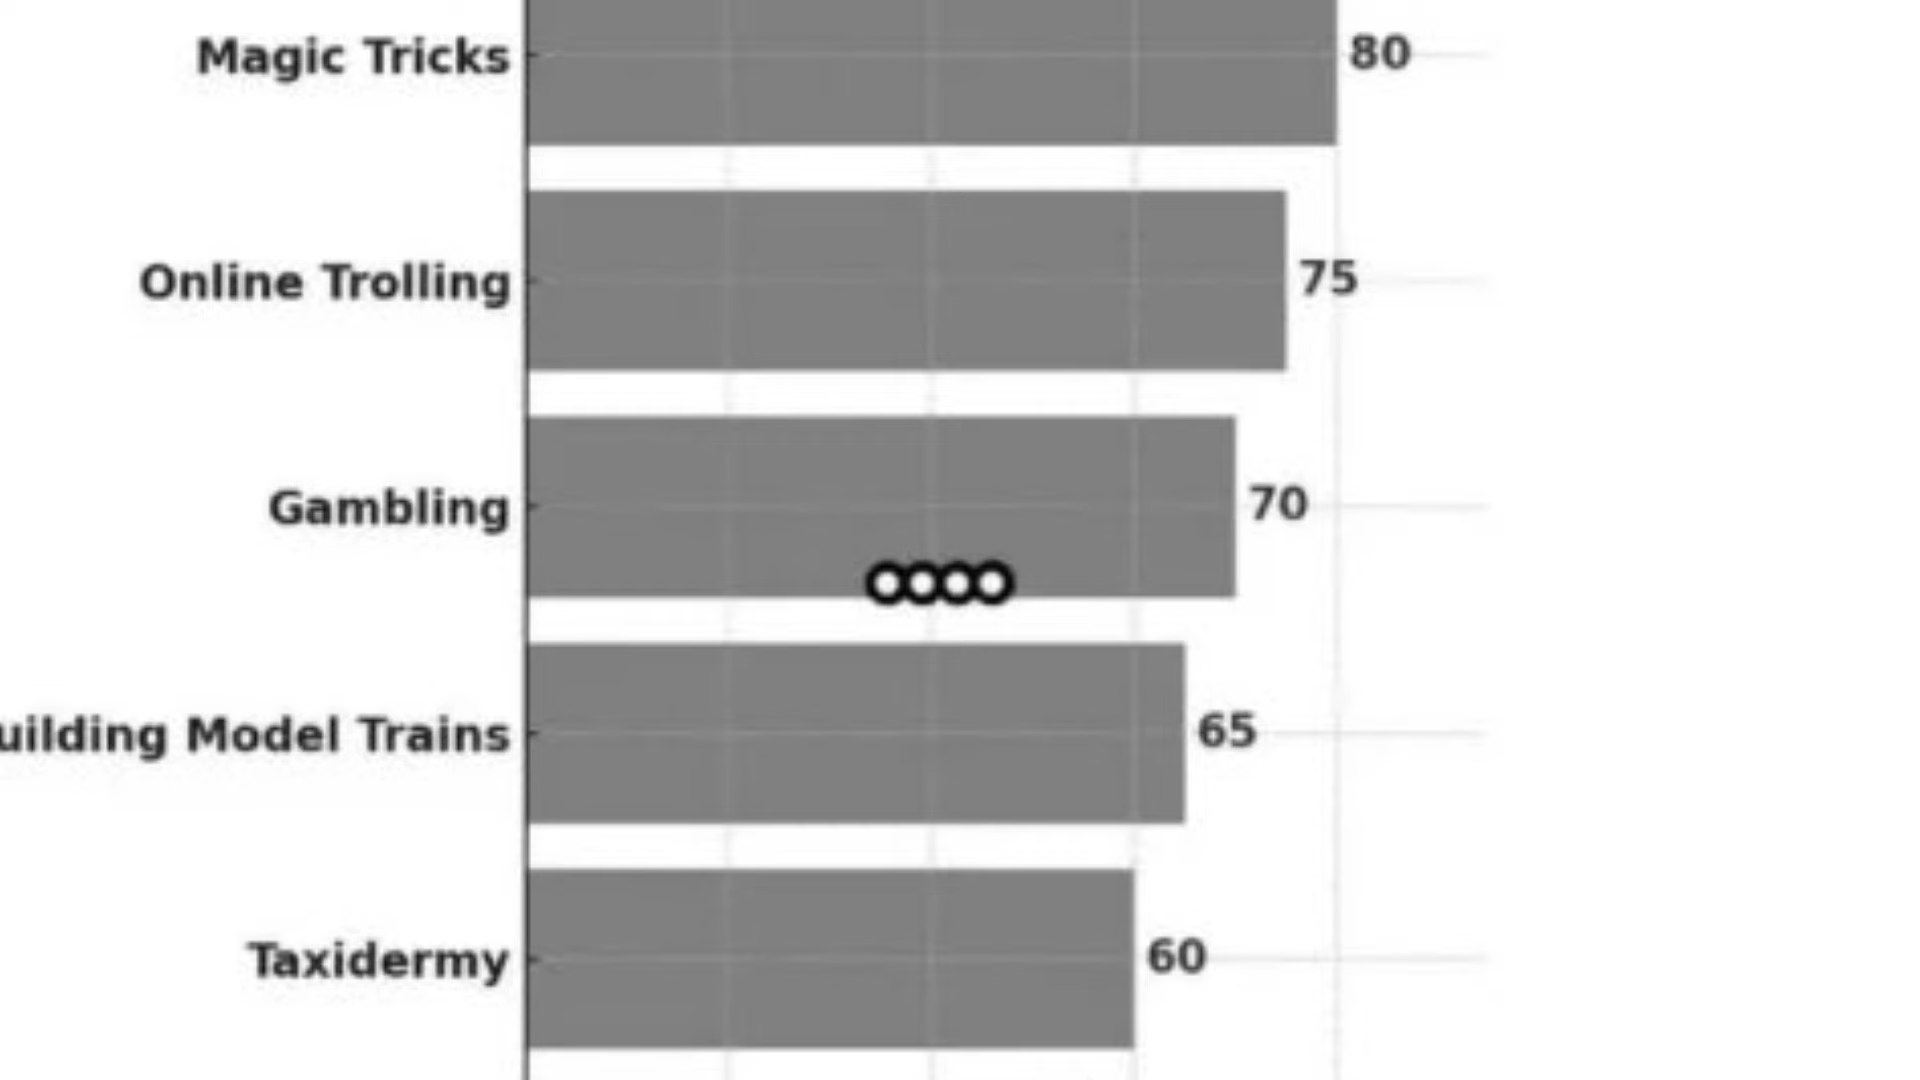 Magic Tricks 80
Online Trolling 75
Gambling 70
uilding Model Trains 65
Taxidermy 60